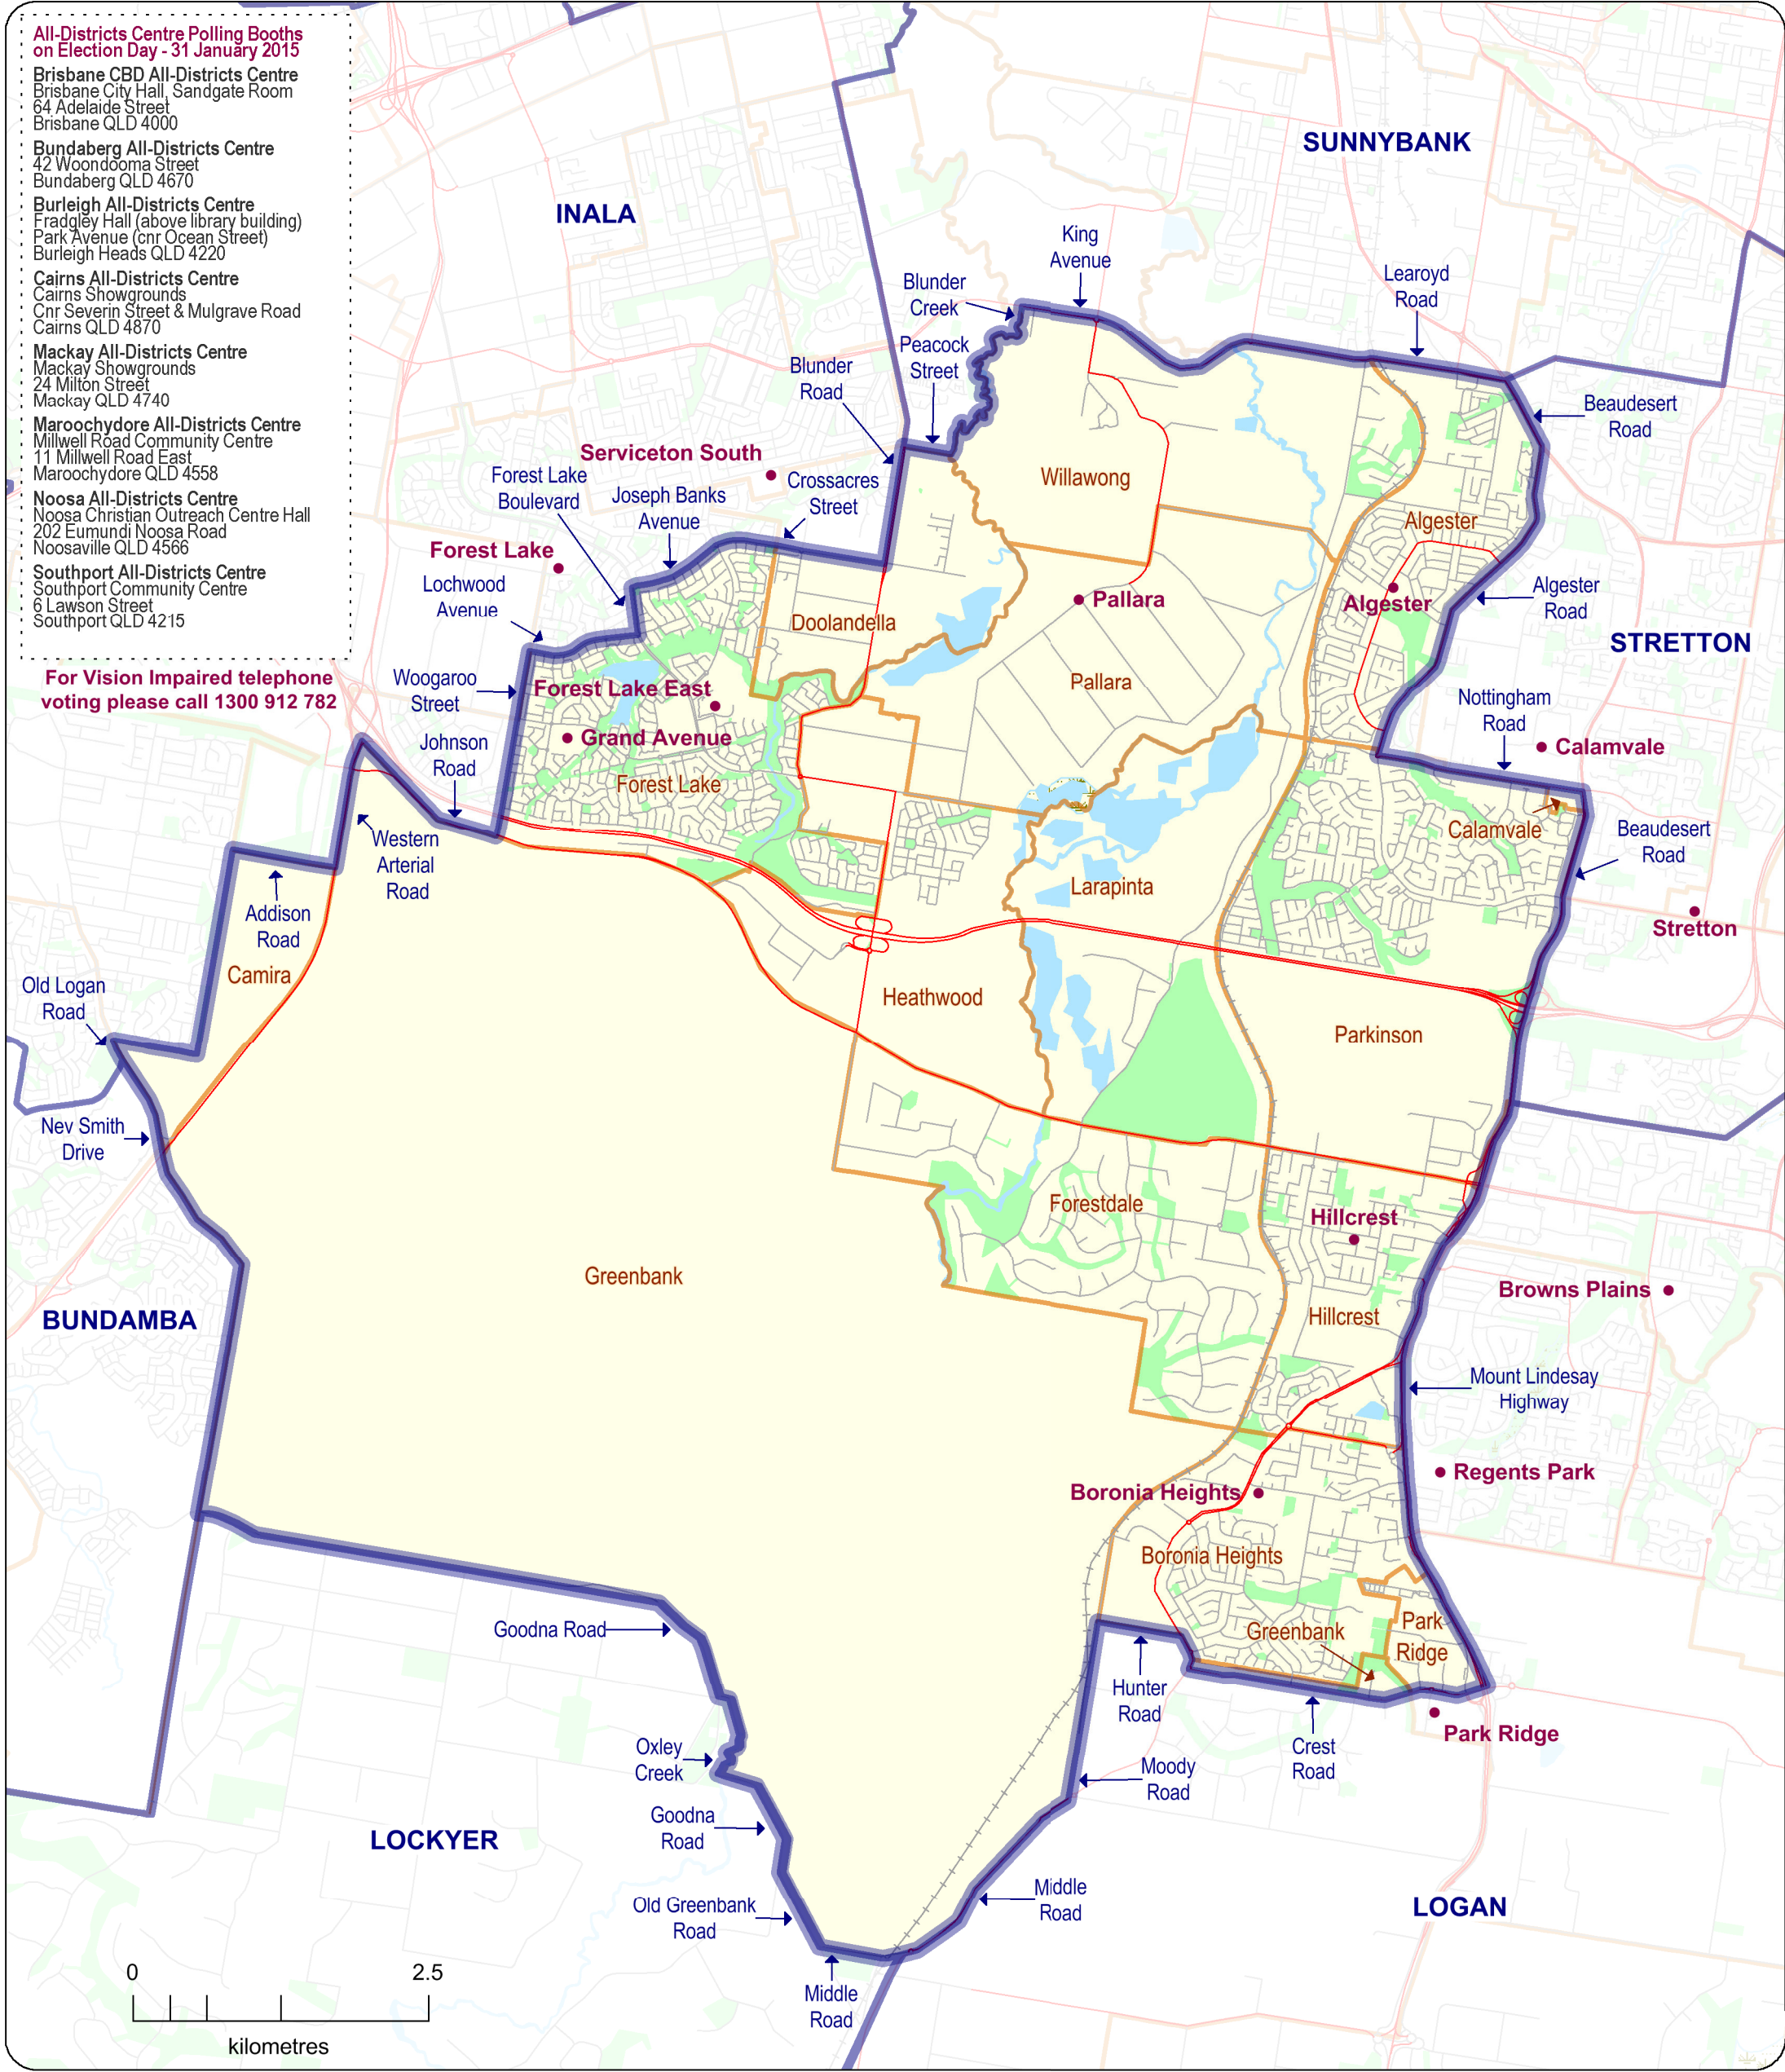 All-Districts Centre Polling Booths
on Election Day - 31 January 2015
Brisbane CBD All-Districts Centre
Brisbane City Hall, Sandgate Room
64 Adelaide Street
Brisbane QLD 4000
Bundaberg All-Districts Centre
42 Woondooma Street
Bundaberg QLD 4670
Burleigh All-Districts Centre
Fradgley Hall (above library building)
Park Avenue (cnr Ocean Street)
Burleigh Heads QLD 4220
Cairns All-Districts Centre
Cairns Showgrounds
Cnr Severin Street & Mulgrave Road
Cairns QLD 4870
Mackay All-Districts Centre
Mackay Showgrounds
24 Milton Street
Mackay QLD 4740
Maroochydore All-Districts Centre
Millwell Road Community Centre
11 Millwell Road East
Maroochydore QLD 4558
Noosa All-Districts Centre
Noosa Christian Outreach Centre Hall
202 Eumundi Noosa Road
Noosaville QLD 4566
Southport All-Districts Centre
Southport Community Centre
6 Lawson Street
Southport QLD 4215
For Vision Impaired telephone
voting please call 1300 912 782
SUNNYBANK
INALA
King
Avenue
Blunder
Creek
Learoyd
Road
Peacock
Street
Blunder
Road
Beaudesert
Road
Serviceton South
Forest Lake
Boulevard
Joseph Banks
Avenue
Crossacres
Street
Willawong
Algester
Forest Lake
Lochwood
Avenue
Pallara
Algester
Algester
Road
Doolandella
STRETTON
Woogaroo
Street
Forest Lake East
Pallara
Nottingham
Road
Grand Avenue
Johnson
Road
Calamvale
Forest Lake
Western
Arterial
Road
Calamvale
Beaudesert
Road
Larapinta
Addison
Road
Stretton
Camira
Old Logan
Road
Heathwood
Parkinson
Nev Smith
Drive
Forestdale
Hillcrest
Greenbank
Browns Plains
BUNDAMBA
Hillcrest
Mount Lindesay
Highway
Regents Park
Boronia Heights
Boronia Heights
Goodna Road
Greenbank
Park
Ridge
Hunter
Road
Park Ridge
Oxley
Creek
Crest
Road
Moody
Road
Goodna
Road
LOCKYER
Middle
Road
Old Greenbank
Road
LOGAN
Middle
Road
0
2.5
kilometres